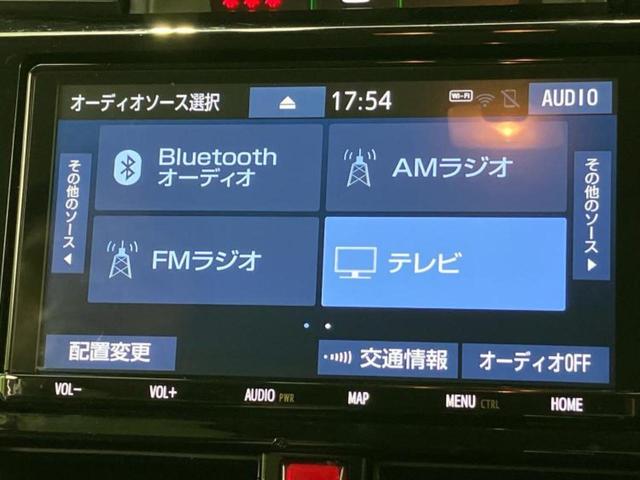 オーディオソース選択
17:54
Wi-Fi
AUDIO
その他のソース
Bluetooth
オーディオ
AMラジオ
その他のソース
FMラジオ
テレビ
配置変更
交通情報
オーディオOFF
VOL−
VOL+
AUDIO PWR
MAP
MENU CTRL
HOME